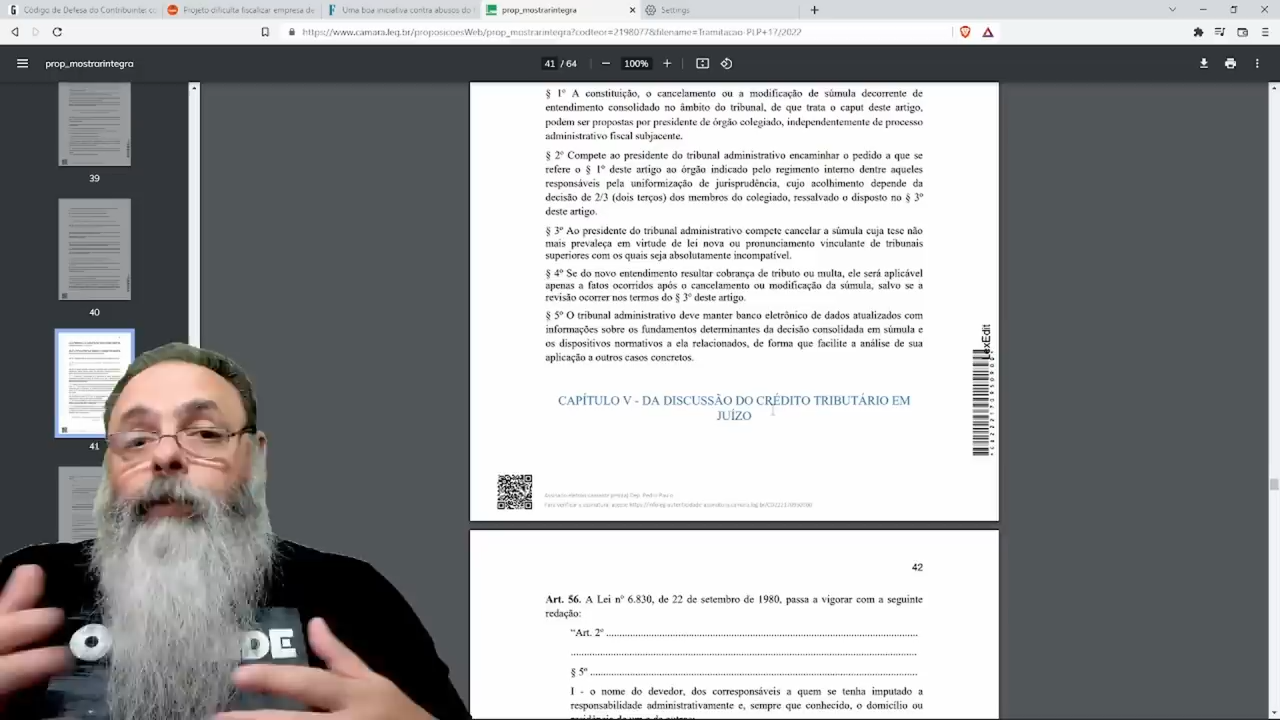 Código de Defesa do Contribuinte: co
Projeto dificulta fiscalizar empresa de
Uma boa iniciativa contra abusos do
prop_mostrarintegra
Settings
https://www.camara.leg.br/proposicoesWeb/prop_mostrarintegra?codteor=2198077&filename=Tramitacao-PLP+17/2022
prop_mostrarintegra
41 / 64
100%
39
40
41
§ 1º A constituição, o cancelamento ou a modificação de súmula decorrente de
entendimento consolidado no âmbito do tribunal, de que trata o caput deste artigo,
podem ser propostas por presidente de órgão colegiado, independentemente de processo
administrativo fiscal subjacente.
§ 2º Compete ao presidente do tribunal administrativo encaminhar o pedido a que se
refere o § 1º deste artigo ao órgão indicado pelo regimento interno dentre aqueles
responsáveis pela uniformização de jurisprudência, cujo acolhimento depende da
decisão de 2/3 (dois terços) dos membros do colegiado, ressalvado o disposto no § 3º
deste artigo.
§ 3º Ao presidente do tribunal administrativo compete cancelar a súmula cuja tese não
mais prevaleça em virtude de lei nova ou pronunciamento vinculante de tribunais
superiores com os quais seja absolutamente incompatível.
§ 4º Se do novo entendimento resultar cobrança de tributo ou multa, ele será aplicável
apenas a fatos ocorridos após o cancelamento ou modificação da súmula, salvo se a
revisão ocorrer nos termos do § 3º deste artigo.
§ 5º O tribunal administrativo deve manter banco eletrônico de dados atualizados com
informações sobre os fundamentos determinantes da decisão consolidada em súmula e
os dispositivos normativos a ela relacionados, de forma que facilite a análise de sua
aplicação a outros casos concretos.
LexEdit
CAPÍTULO V - DA DISCUSSÃO DO CRÉDITO TRIBUTÁRIO EM
JUÍZO
42
Art. 56. A Lei nº 6.830, de 22 de setembro de 1980, passa a vigorar com a seguinte
redação:
"Art. 2º
§ 5º
I - o nome do devedor, dos corresponsáveis a quem se tenha imputado a
responsabilidade administrativamente e, sempre que conhecido, o domicílio ou
DE